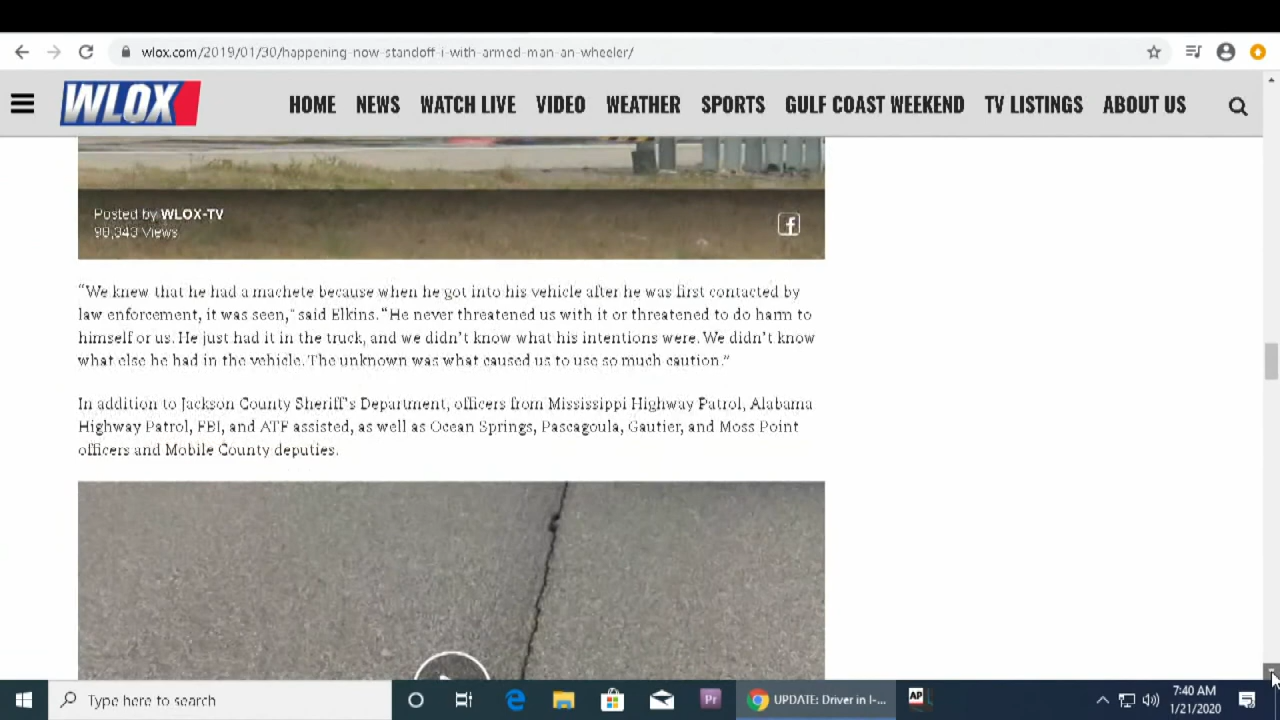 wlox.com/2019/01/30/happening-now-standoff-i-with-armed-man-an-wheeler/
WLOX HOME NEWS WATCH LIVE VIDEO WEATHER SPORTS GULF COAST WEEKEND TV LISTINGS ABOUT US
Posted by WLOX-TV
98,343 Views
“We knew that he had a machete because when he got into his vehicle after he was first contacted by
law enforcement, it was seen,” said Elkins. “He never threatened us with it or threatened to do harm to
himself or us. He just had it in the truck, and we didn’t know what his intentions were. We didn’t know
what else he had in the vehicle. The unknown was what caused us to use so much caution.”
In addition to Jackson County Sheriff’s Department, officers from Mississippi Highway Patrol, Alabama
Highway Patrol, FBI, and ATF assisted, as well as Ocean Springs, Pascagoula, Gautier, and Moss Point
officers and Mobile County deputies.
Type here to search
Pr
UPDATE: Driver in I-...
AP
7:40 AM
1/21/2020